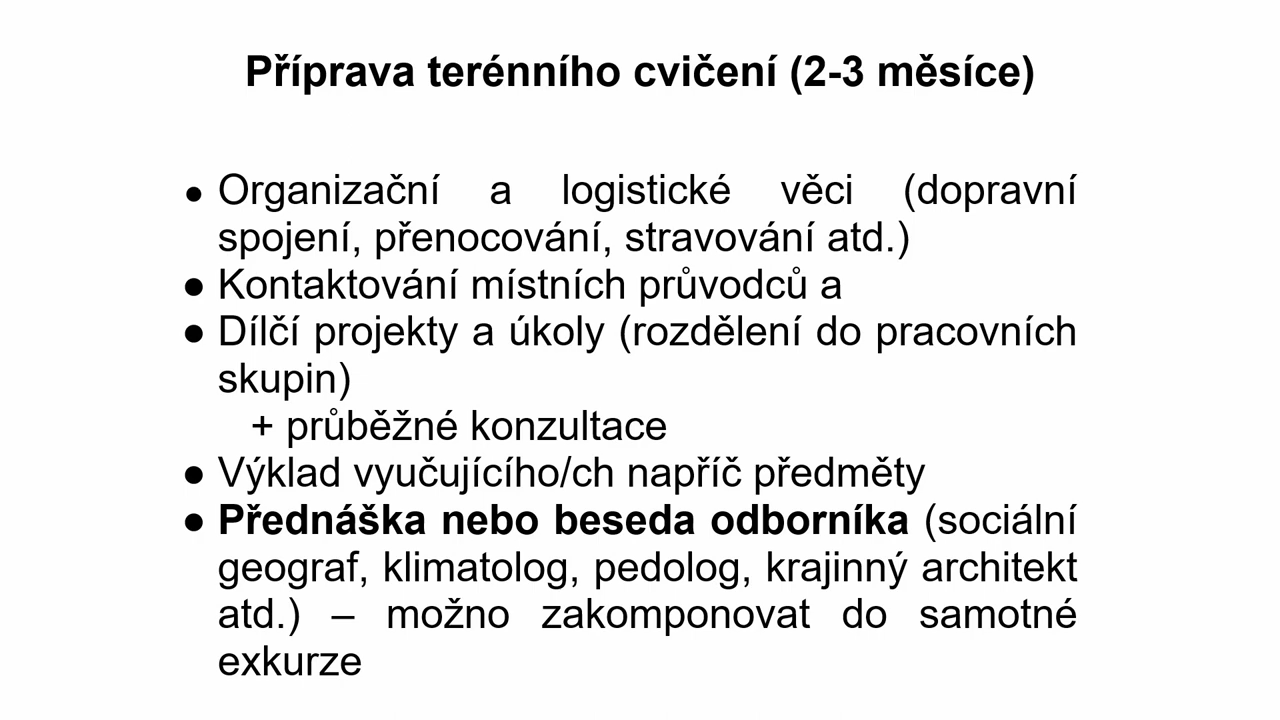 Příprava terénního cvičení (2-3 měsíce)
● Organizační a logistické věci (dopravní
spojení, přenocování, stravování atd.)
● Kontaktování místních průvodců a
● Dílčí projekty a úkoly (rozdělení do pracovních
skupin)
+ průběžné konzultace
● Výklad vyučujícího/ch napříč předměty
● Přednáška nebo beseda odborníka (sociální
geograf, klimatolog, pedolog, krajinný architekt
atd.) – možno zakomponovat do samotné
exkurze